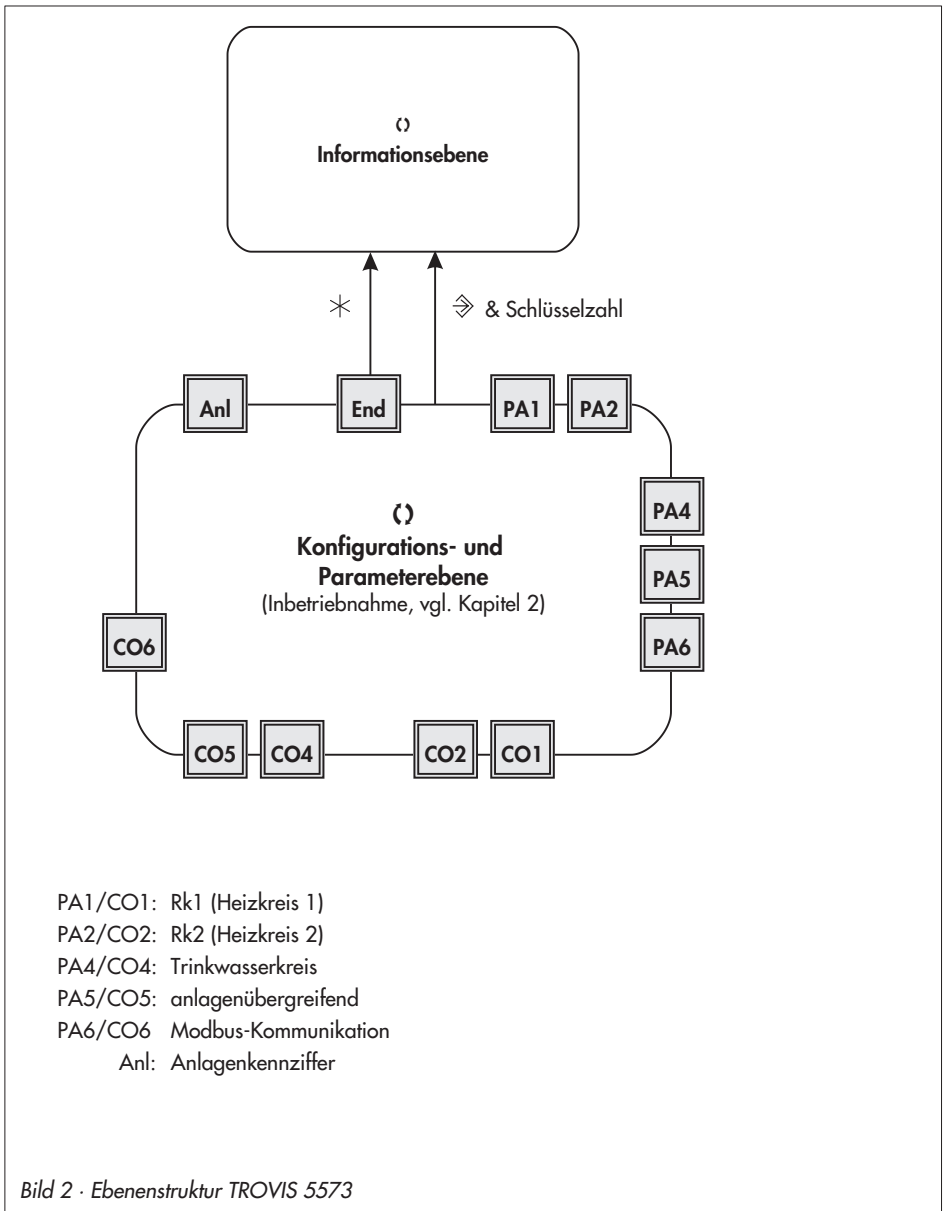 Informationsebene
& Schlüsselzahl
Anl
End
PA1
PA2
PA4
Konfigurations- und
Parameterebene
(Inbetriebnahme, vgl. Kapitel 2)
PA5
PA6
CO6
CO5
CO4
CO2
CO1
PA1/CO1: Rk1 (Heizkreis 1)
PA2/CO2: Rk2 (Heizkreis 2)
PA4/CO4: Trinkwasserkreis
PA5/CO5: anlagenübergreifend
PA6/CO6 Modbus-Kommunikation
Anl: Anlagenkennziffer
Bild 2 · Ebenenstruktur TROVIS 5573